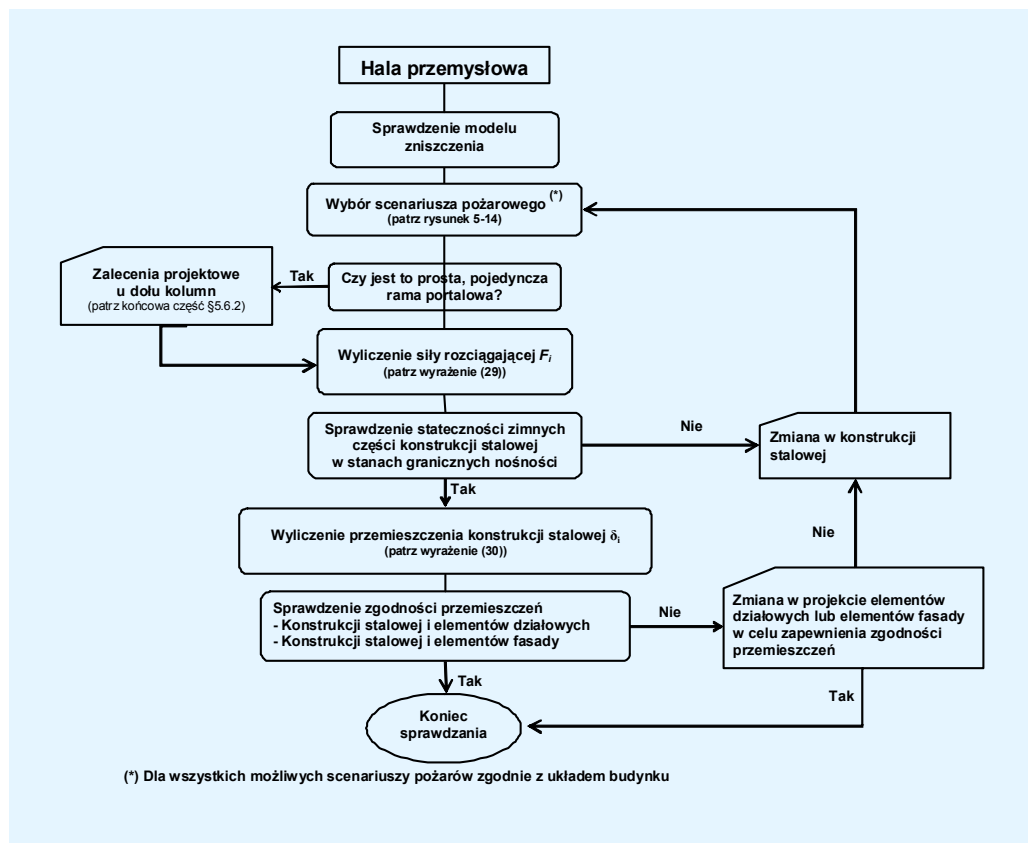 Hala przemysłowa
Sprawdzenie modelu
zniszczenia
Wybór scenariusza pożarowego (*)
(patrz rysunek 5-14)
Zalecenia projektowe
u dołu kolumn
(patrz końcowa część §5.6.2)
Tak
Czy jest to prosta, pojedyncza
rama portalowa?
Wyliczenie siły rozciągającej Fi
(patrz wyrażenie (29))
Sprawdzenie stateczności zimnych
części konstrukcji stalowej
w stanach granicznych nośności
Nie
Zmiana w konstrukcji
stalowej
Tak
Wyliczenie przemieszczenia konstrukcji stalowej δi
(patrz wyrażenie (30))
Nie
Sprawdzenie zgodności przemieszczeń
- Konstrukcji stalowej i elementów działowych
- Konstrukcji stalowej i elementów fasady
Nie
Zmiana w projekcie elementów
działowych lub elementów fasady
w celu zapewnienia zgodności
przemieszczeń
Tak
Tak
Koniec
sprawdzania
(*) Dla wszystkich możliwych scenariuszy pożarów zgodnie z układem budynku